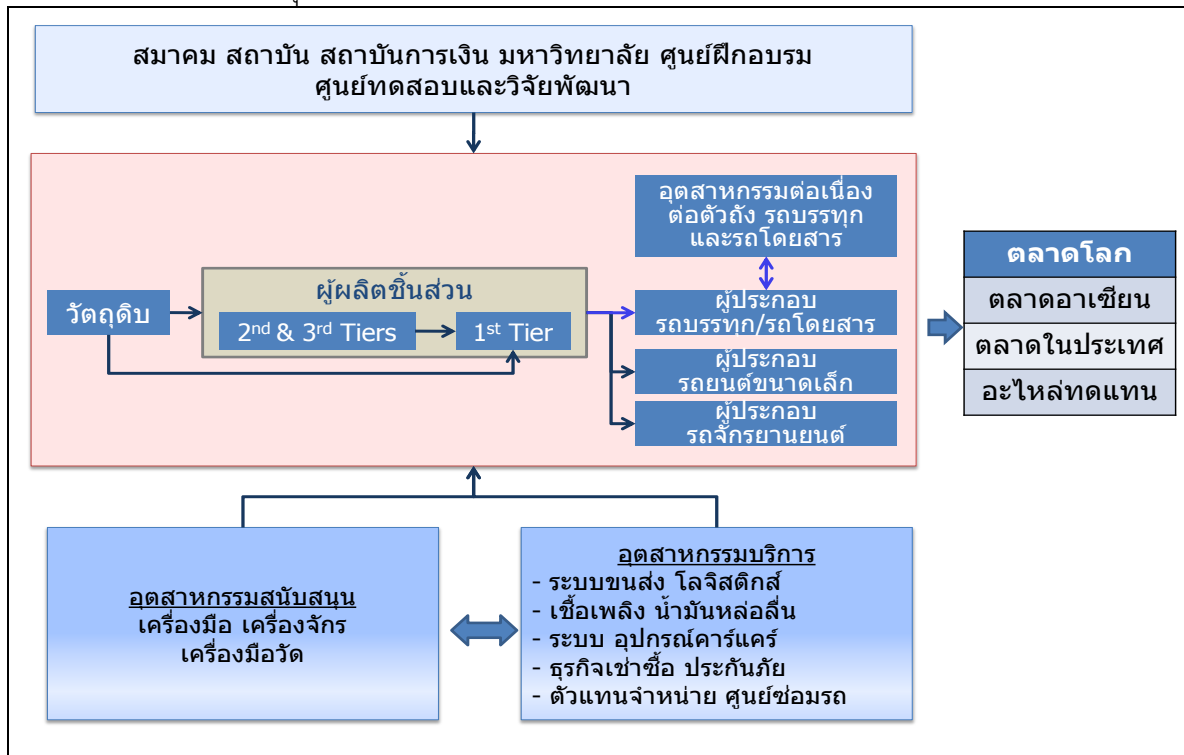 สมาคม สถาบัน สถาบันการเงิน มหาวิทยาลัย ศูนย์ฝึกอบรม
ศูนย์ทดสอบและวิจัยพัฒนา
อุตสาหกรรมต่อเนื่อง
ต่อตัวถัง รถบรรทุก
และรถโดยสาร
วัตถุดิบ
ผู้ผลิตชิ้นส่วน
2nd & 3rd Tiers
1st Tier
ผู้ประกอบ
รถบรรทุก/รถโดยสาร
ผู้ประกอบ
รถยนต์ขนาดเล็ก
ผู้ประกอบ
รถจักรยานยนต์
ตลาดโลก
ตลาดอาเซียน
ตลาดในประเทศ
อะไหล่ทดแทน
อุตสาหกรรมสนับสนุน
เครื่องมือ เครื่องจักร
เครื่องมือวัด
อุตสาหกรรมบริการ
- ระบบขนส่ง โลจิสติกส์
- เชื้อเพลิง น้ำมันหล่อลื่น
- ระบบ อุปกรณ์คาร์แคร์
- ธุรกิจเช่าซื้อ ประกันภัย
- ตัวแทนจำหน่าย ศูนย์ซ่อมรถ